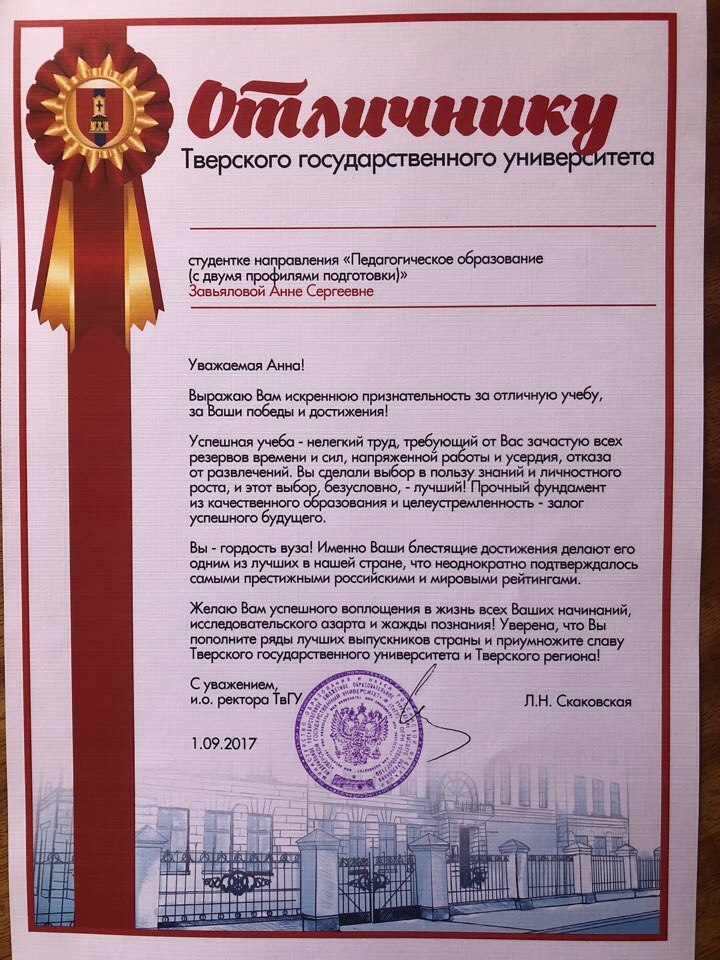 Отличнику
Тверского государственного университета
студентке направления «Педагогическое образование
(с двумя профилями подготовки)»
Завьяловой Анне Сергеевне
Уважаемая Анна!
Выражаю Вам искреннюю признательность за отличную учебу,
за Ваши победы и достижения!
Успешная учеба - нелегкий труд, требующий от Вас зачастую всех
резервов времени и сил, напряженной работы и усердия, отказа
от развлечений. Вы сделали выбор в пользу знаний и личностного
роста, и этот выбор, безусловно, - лучший! Прочный фундамент
из качественного образования и целеустремленность - залог
успешного будущего.
Вы - гордость вуза! Именно Ваши блестящие достижения делают его
одним из лучших в нашей стране, что неоднократно подтверждалось
самыми престижными российскими и мировыми рейтингами.
Желаю Вам успешного воплощения в жизнь всех Ваших начинаний,
исследовательского азарта и жажды познания! Уверена, что Вы
пополните ряды лучших выпускников страны и приумножите славу
Тверского государственного университета и Тверского региона!
С уважением,
и.о. ректора ТвГУ
Л.Н. Скаковская
1.09.2017